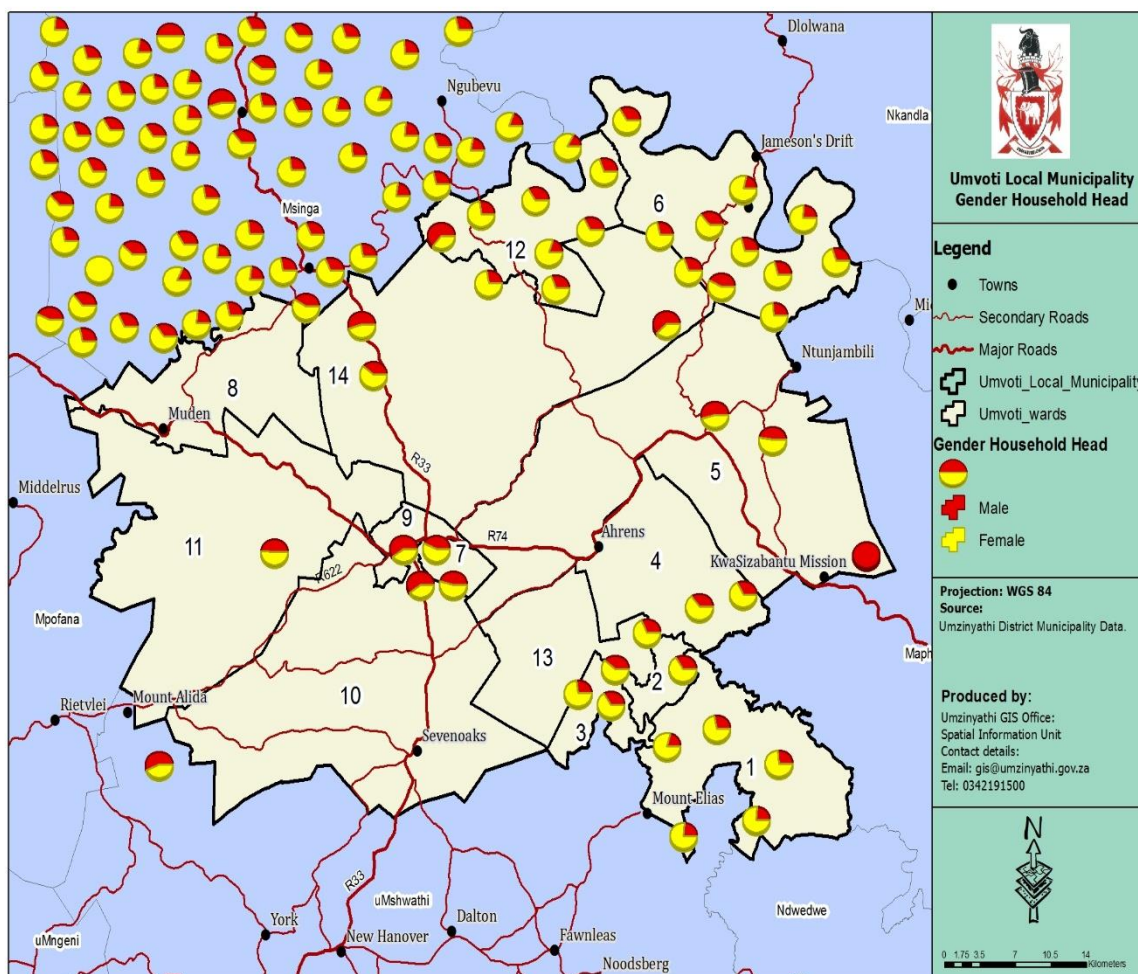 Dlolwana
Ngubevu
Nkandla
Jameson's Drift
6
Msinga
12
Ntunjambili
14
8
Muden
R33
5
Middelrus
9
R74
Ahrens
11
7
R622
4
KwaSizabantu Mission
Mpofana
13
2
10
Mount Alida
Rietvlei
3
Sevenoaks
1
Mount Elias
R33
uMshwathi
Ndwedwe
York
Dalton
uMngeni
New Hanover
Fawnleas
Noodsberg
Umvoti Local Municipality
Gender Household Head
Legend
Towns
Secondary Roads
Major Roads
Umvoti_Local_Municipality
Umvoti_wards
Gender Household Head
Male
Female
Projection: WGS 84
Source:
Umzinyathi District Municipality Data.
Produced by:
Umzinyathi GIS Office:
Spatial Information Unit
Contact details:
Email: gis@umzinyathi.gov.za
Tel: 0342191500
N
0 1.75 3.5 7 10.5 14
Kilometers